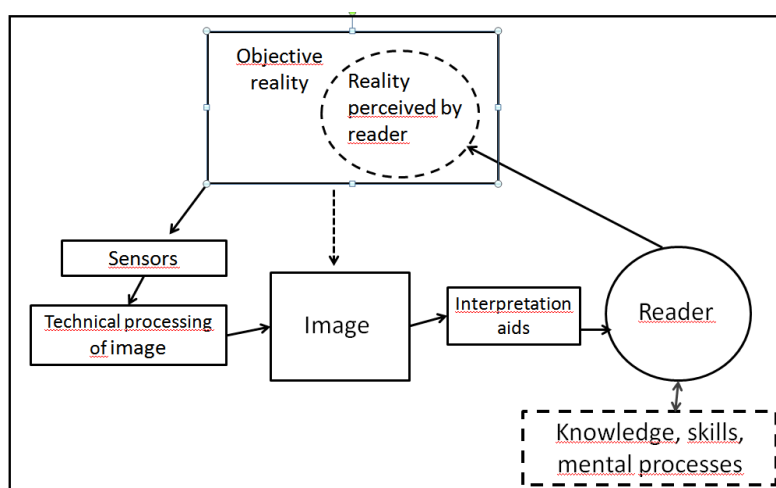 Objective
reality
Reality
perceived by
reader
Sensors
Technical processing
of image
Image
Interpretation
aids
Reader
Knowledge, skills,
mental processes